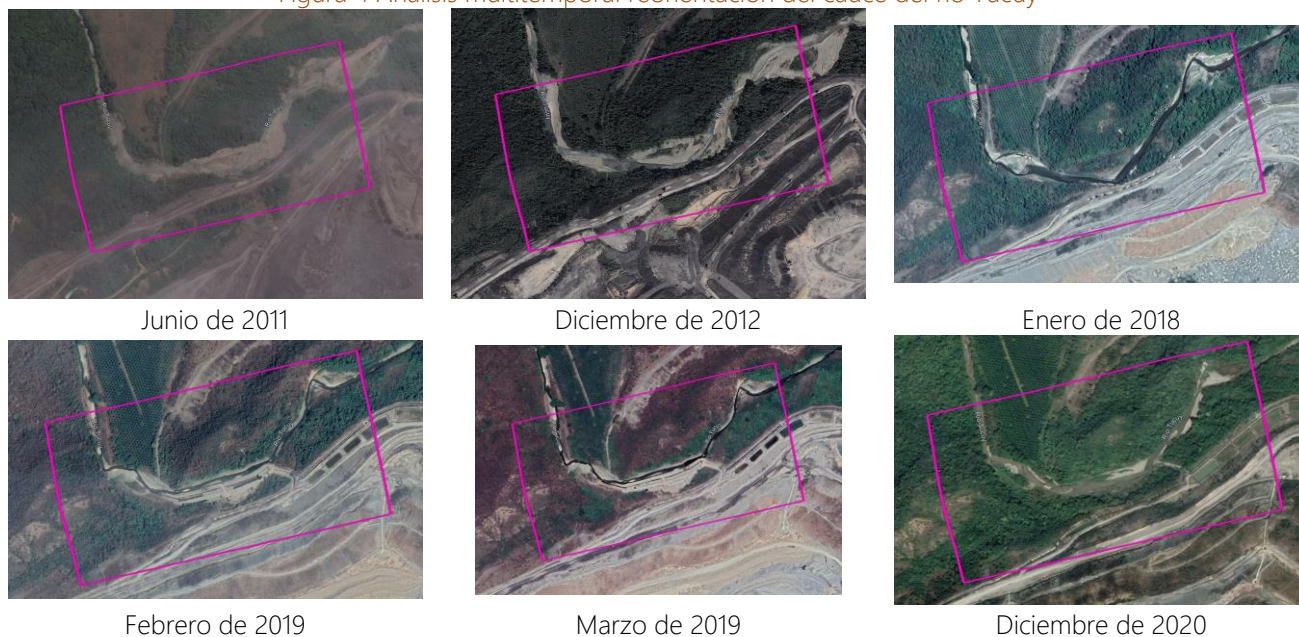 Junio de 2011
Diciembre de 2012
Enero de 2018
Febrero de 2019
Marzo de 2019
Diciembre de 2020